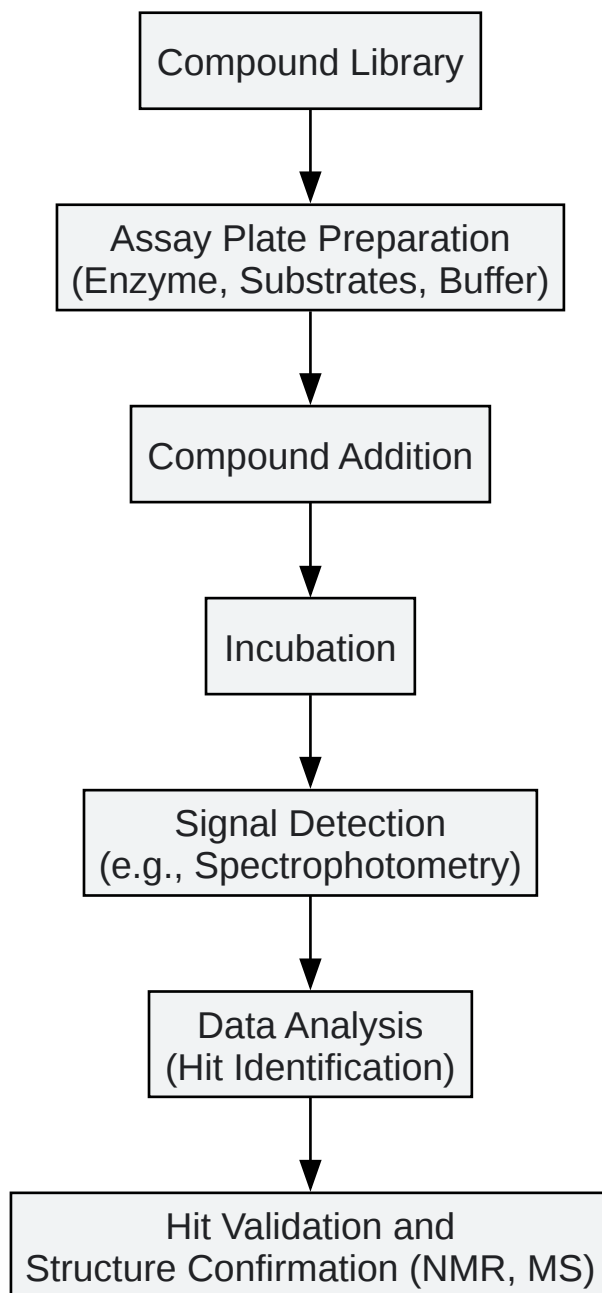 Compound Library
Assay Plate Preparation
(Enzyme, Substrates, Buffer)
Compound Addition
Incubation
Signal Detection
(e.g., Spectrophotometry)
Data Analysis
(Hit Identification)
Hit Validation and
Structure Confirmation (NMR, MS)